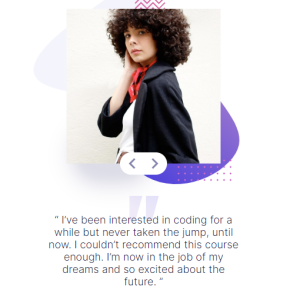 “ I’ve been interested in coding for a
while but never taken the jump, until
now. I couldn’t recommend this course
enough. I’m now in the job of my
dreams and so excited about the
future. ”